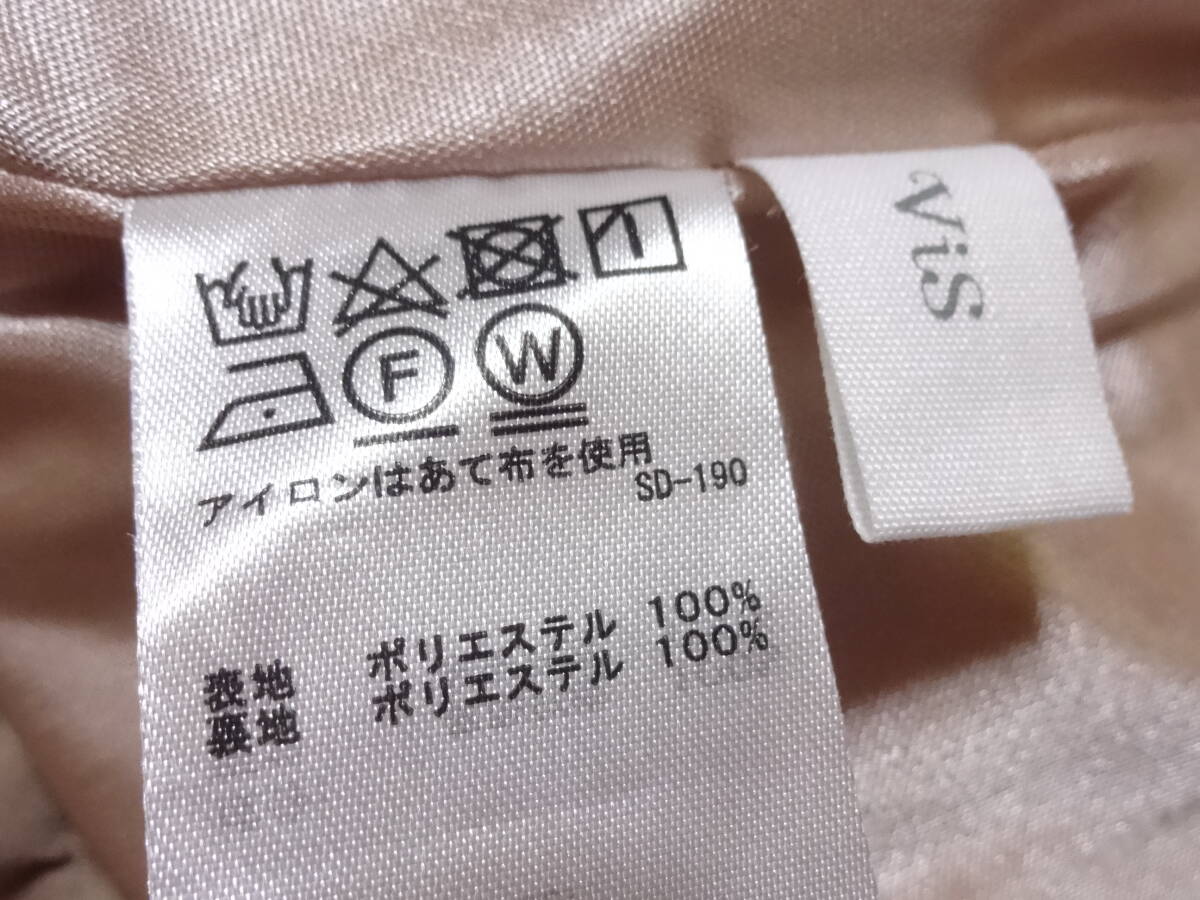 F W
アイロンはあて布を使用
SD-190
表地 ポリエステル 100%
裏地 ポリエステル 100%
ViS